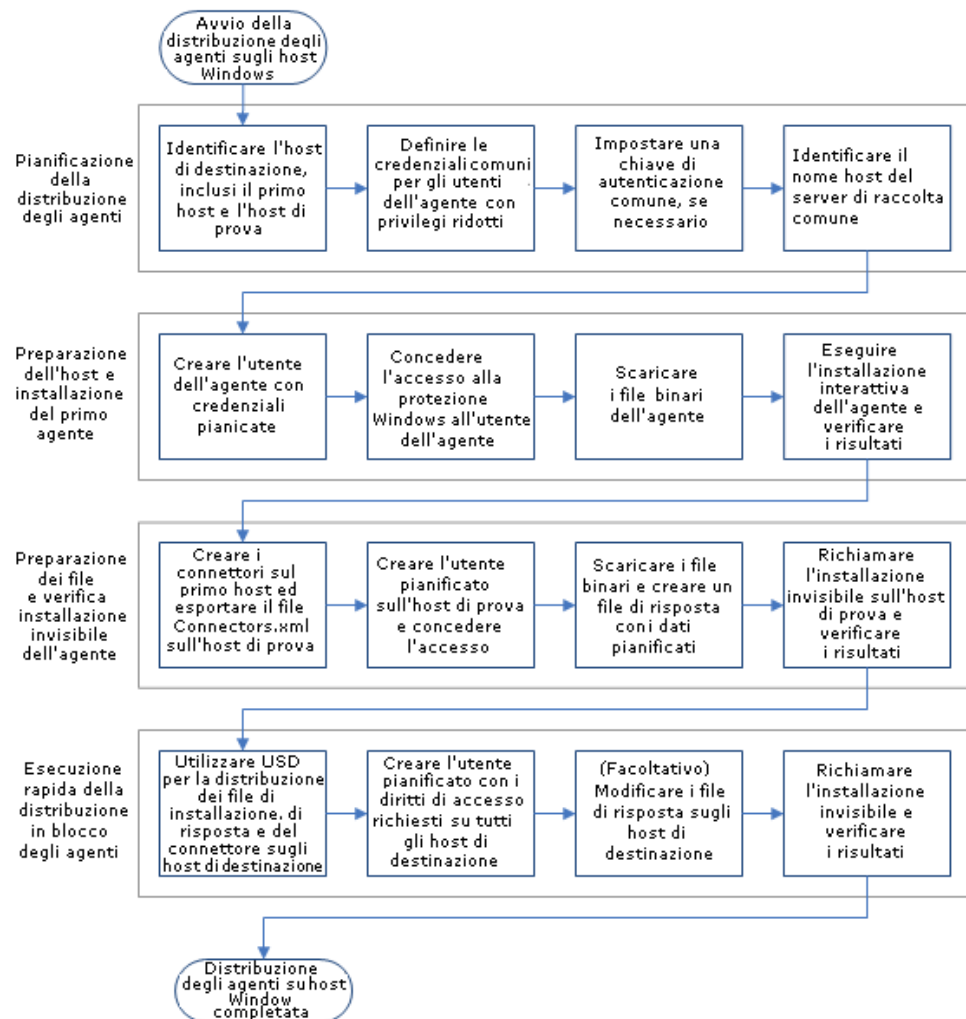 Avvio della
distribuzione degli
agenti sugli host
Windows
Pianificazione
della
distribuzione
degli agenti
Identificare l'host
di destinazione,
inclusi il primo
host e l'host di
prova
Definire le
credenziali comuni
per gli utenti
dell'agente con
privilegi ridotti
Impostare una
chiave di
autenticazione
comune, se
necessario
Identificare il
nome host del
server di raccolta
comune
Preparazione
dell'host e
installazione
del primo
agente
Creare l'utente
dell'agente con
credenziali
pianicate
Concedere
l'accesso alla
protezione
Windows all'utente
dell'agente
Scaricare
i file binari
dell'agente
Eseguire
l'installazione
interattiva
dell'agente e
verificare
i risultati
Preparazione
dei file
e verifica
installazione
invisibile
dell'agente
Creare i
connettori sul
primo host ed
esportare il file
Connectors.xml
sull'host di prova
Creare l'utente
pianificato
sull'host di prova
e concedere
l'accesso
Scaricare i file
binari e creare un
file di risposta
con i dati
pianificati
Richiamare
l'installazione
invisibile sull'host
di prova e
verificare
i risultati
Esecuzione
rapida della
distribuzione
in blocco
degli agenti
Utilizzare USD
per la distribuzione
dei file di
installazione, di
risposta e del
connettore sugli
host di destinazione
Creare l'utente
pianificato con i
diritti di accesso
richiesti su tutti
gli host di
destinazione
(Facoltativo)
Modificare i file
di risposta sugli
host di
destinazione
Richiamare
l'installazione
invisibile e
verificare
i risultati
Distribuzione
degli agenti su host
Window
completata